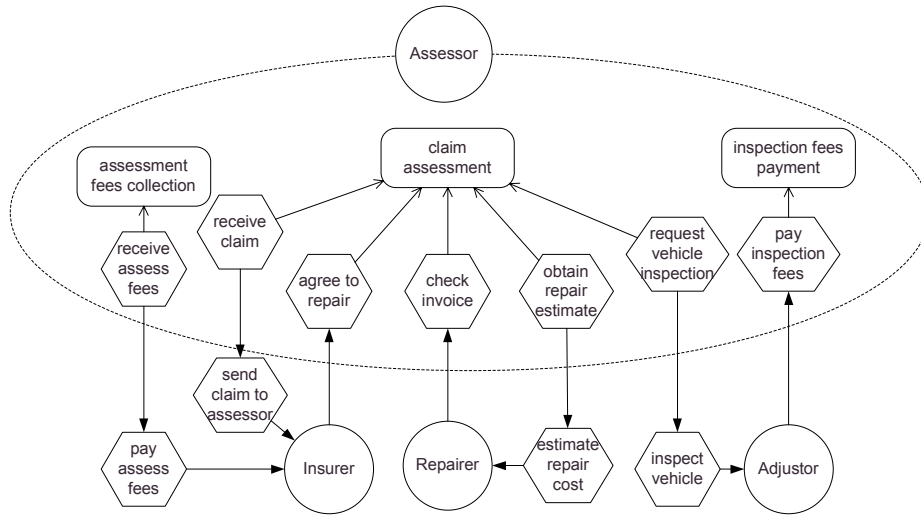 Assessor
claim
assessment
assessment
fees collection
inspection fees
payment
receive
claim
request
vehicle
inspection
pay
inspection
fees
receive
assess
fees
agree to
repair
check
invoice
obtain
repair
estimate
send
claim to
assessor
pay
assess
fees
Insurer
Repairer
estimate
repair
cost
inspect
vehicle
Adjustor